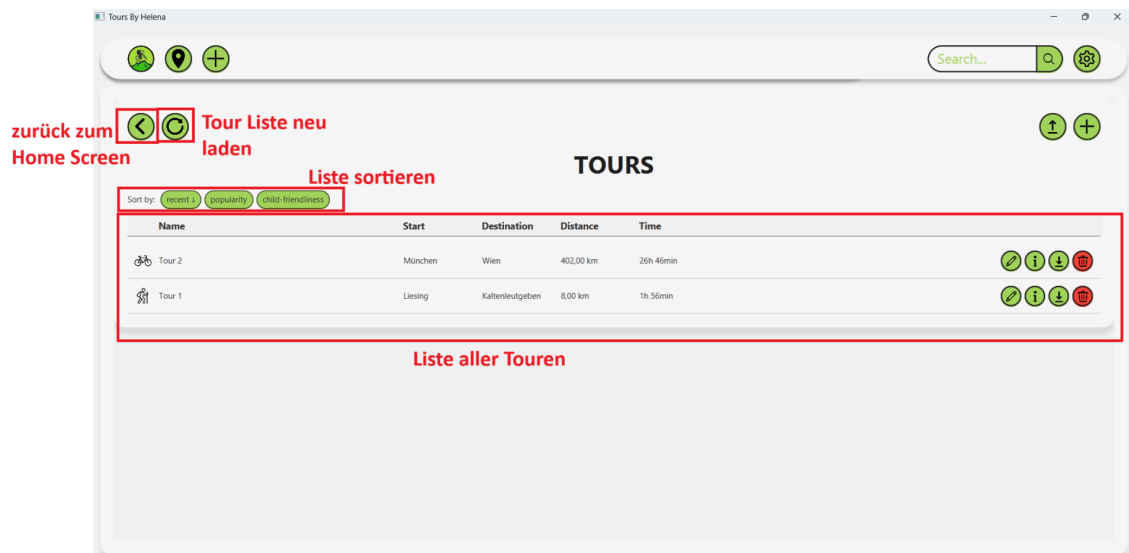 Tours By Helena
Search...
zurück zum
Home Screen
Tour Liste neu
laden
TOURS
Liste sortieren
Sort by: recent ↓ popularity child-friendliness
Name Start Destination Distance Time
Tour 2 München Wien 402,00 km 26h 46min
Tour 1 Liesing Kaltenleutgeben 8,00 km 1h 56min
Liste aller Touren